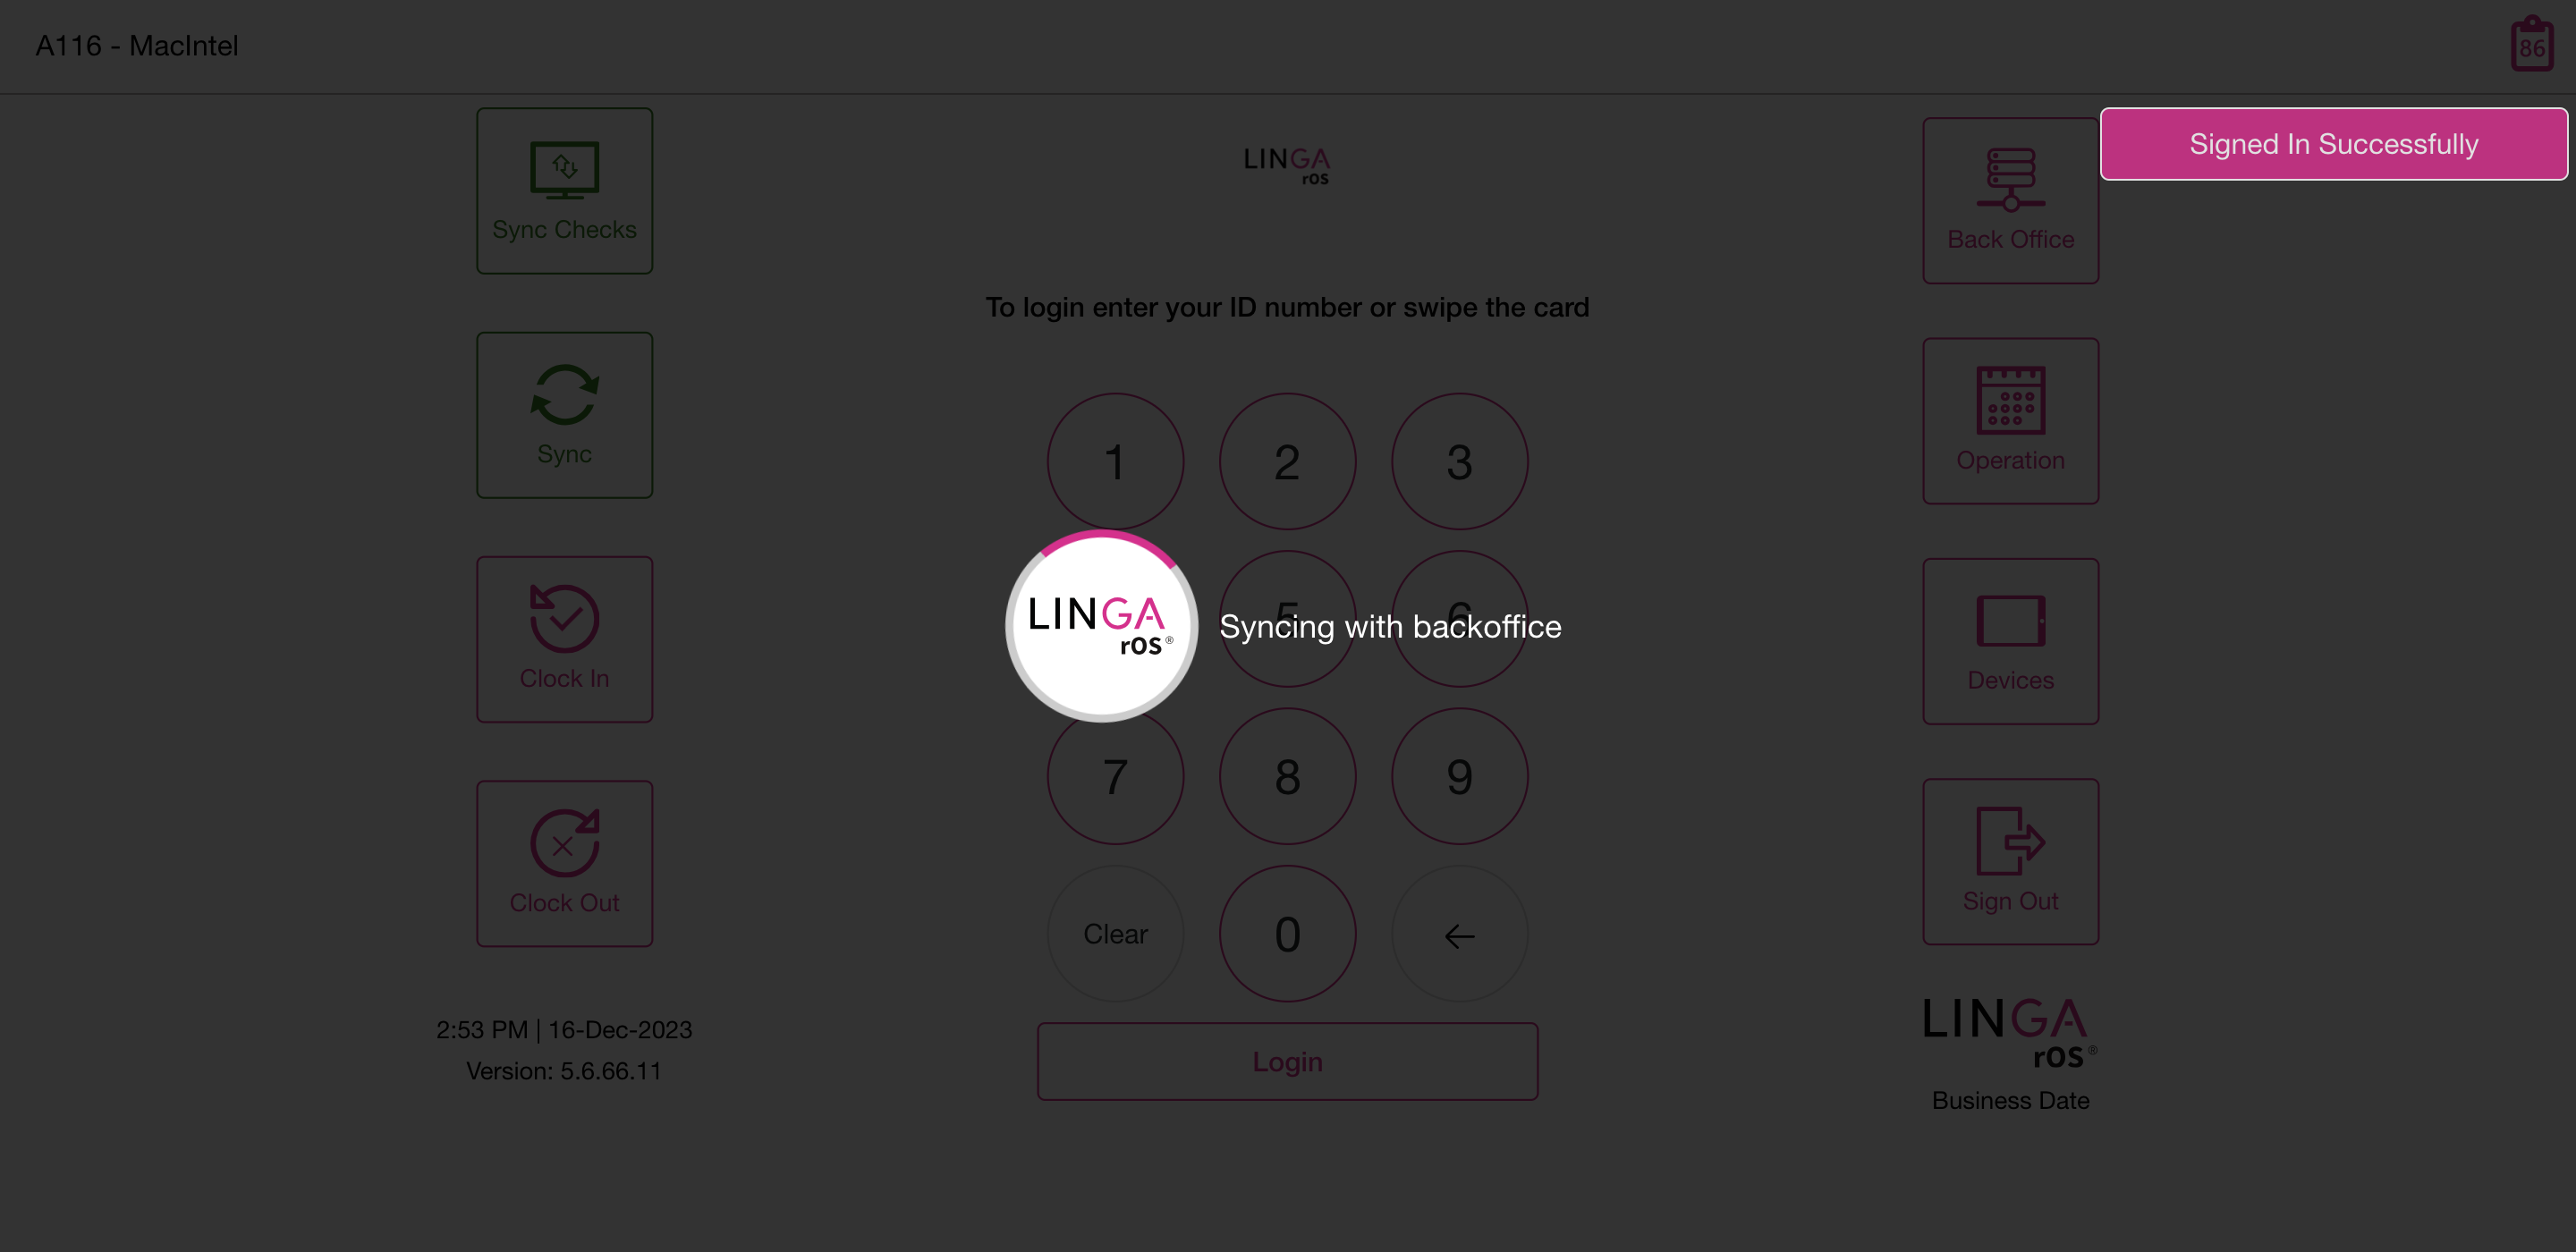 A116 - MacIntel
86
Signed In Successfully
Sync Checks
Sync
Clock In
Clock Out
2:53 PM | 16-Dec-2023
Version: 5.6.66.11
LINGA
ros
To login enter your ID number or swipe the card
1 2 3
5 6
LINGA
ros®
Syncing with backoffice
7 8 9
Clear 0 ←
Login
Back Office
Operation
Devices
Sign Out
LINGA
ros®
Business Date